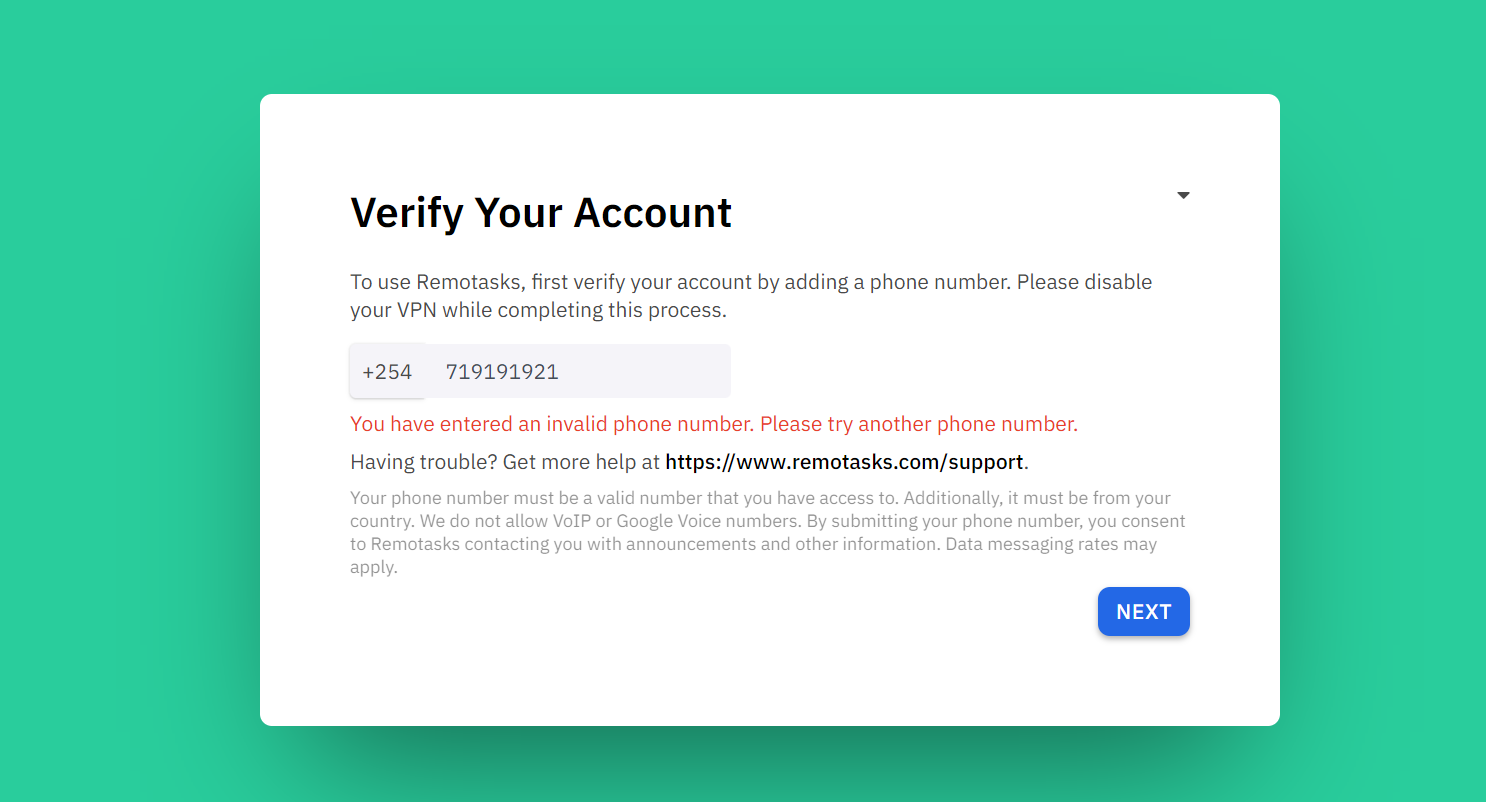 Verify Your Account
To use Remotasks, first verify your account by adding a phone number. Please disable
your VPN while completing this process.
+254 719191921
You have entered an invalid phone number. Please try another phone number.
Having trouble? Get more help at https://www.remotasks.com/support.
Your phone number must be a valid number that you have access to. Additionally, it must be from your
country. We do not allow VoIP or Google Voice numbers. By submitting your phone number, you consent
to Remotasks contacting you with announcements and other information. Data messaging rates may
apply.
NEXT